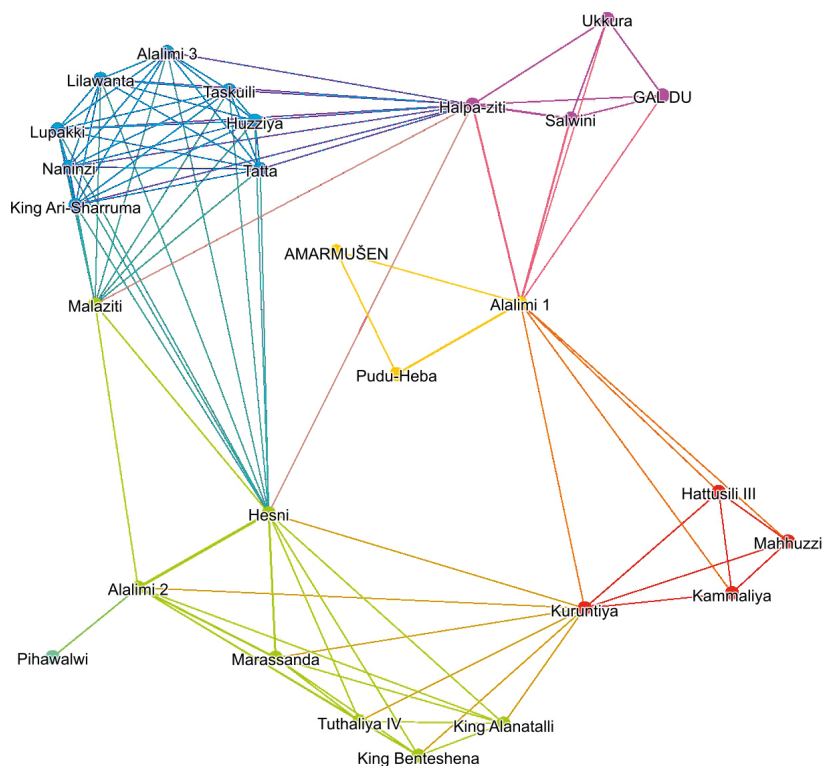 Ukkura
Alalimi 3
Lilawanta
Taskuili
GAL DU
Halpa-ziti
Salwini
Huzziya
Lupakki
Naninzi
Tatta
King Ari-Sharruma
AMARMUŠEN
Malaziti
Alalimi 1
Pudu-Heba
Hattusili III
Hesni
Mahhuzzi
Alalimi 2
Kammaliya
Kuruntiya
Pihawalwi
Marassanda
Tuthaliya IV
King Alanatalli
King Benteshena